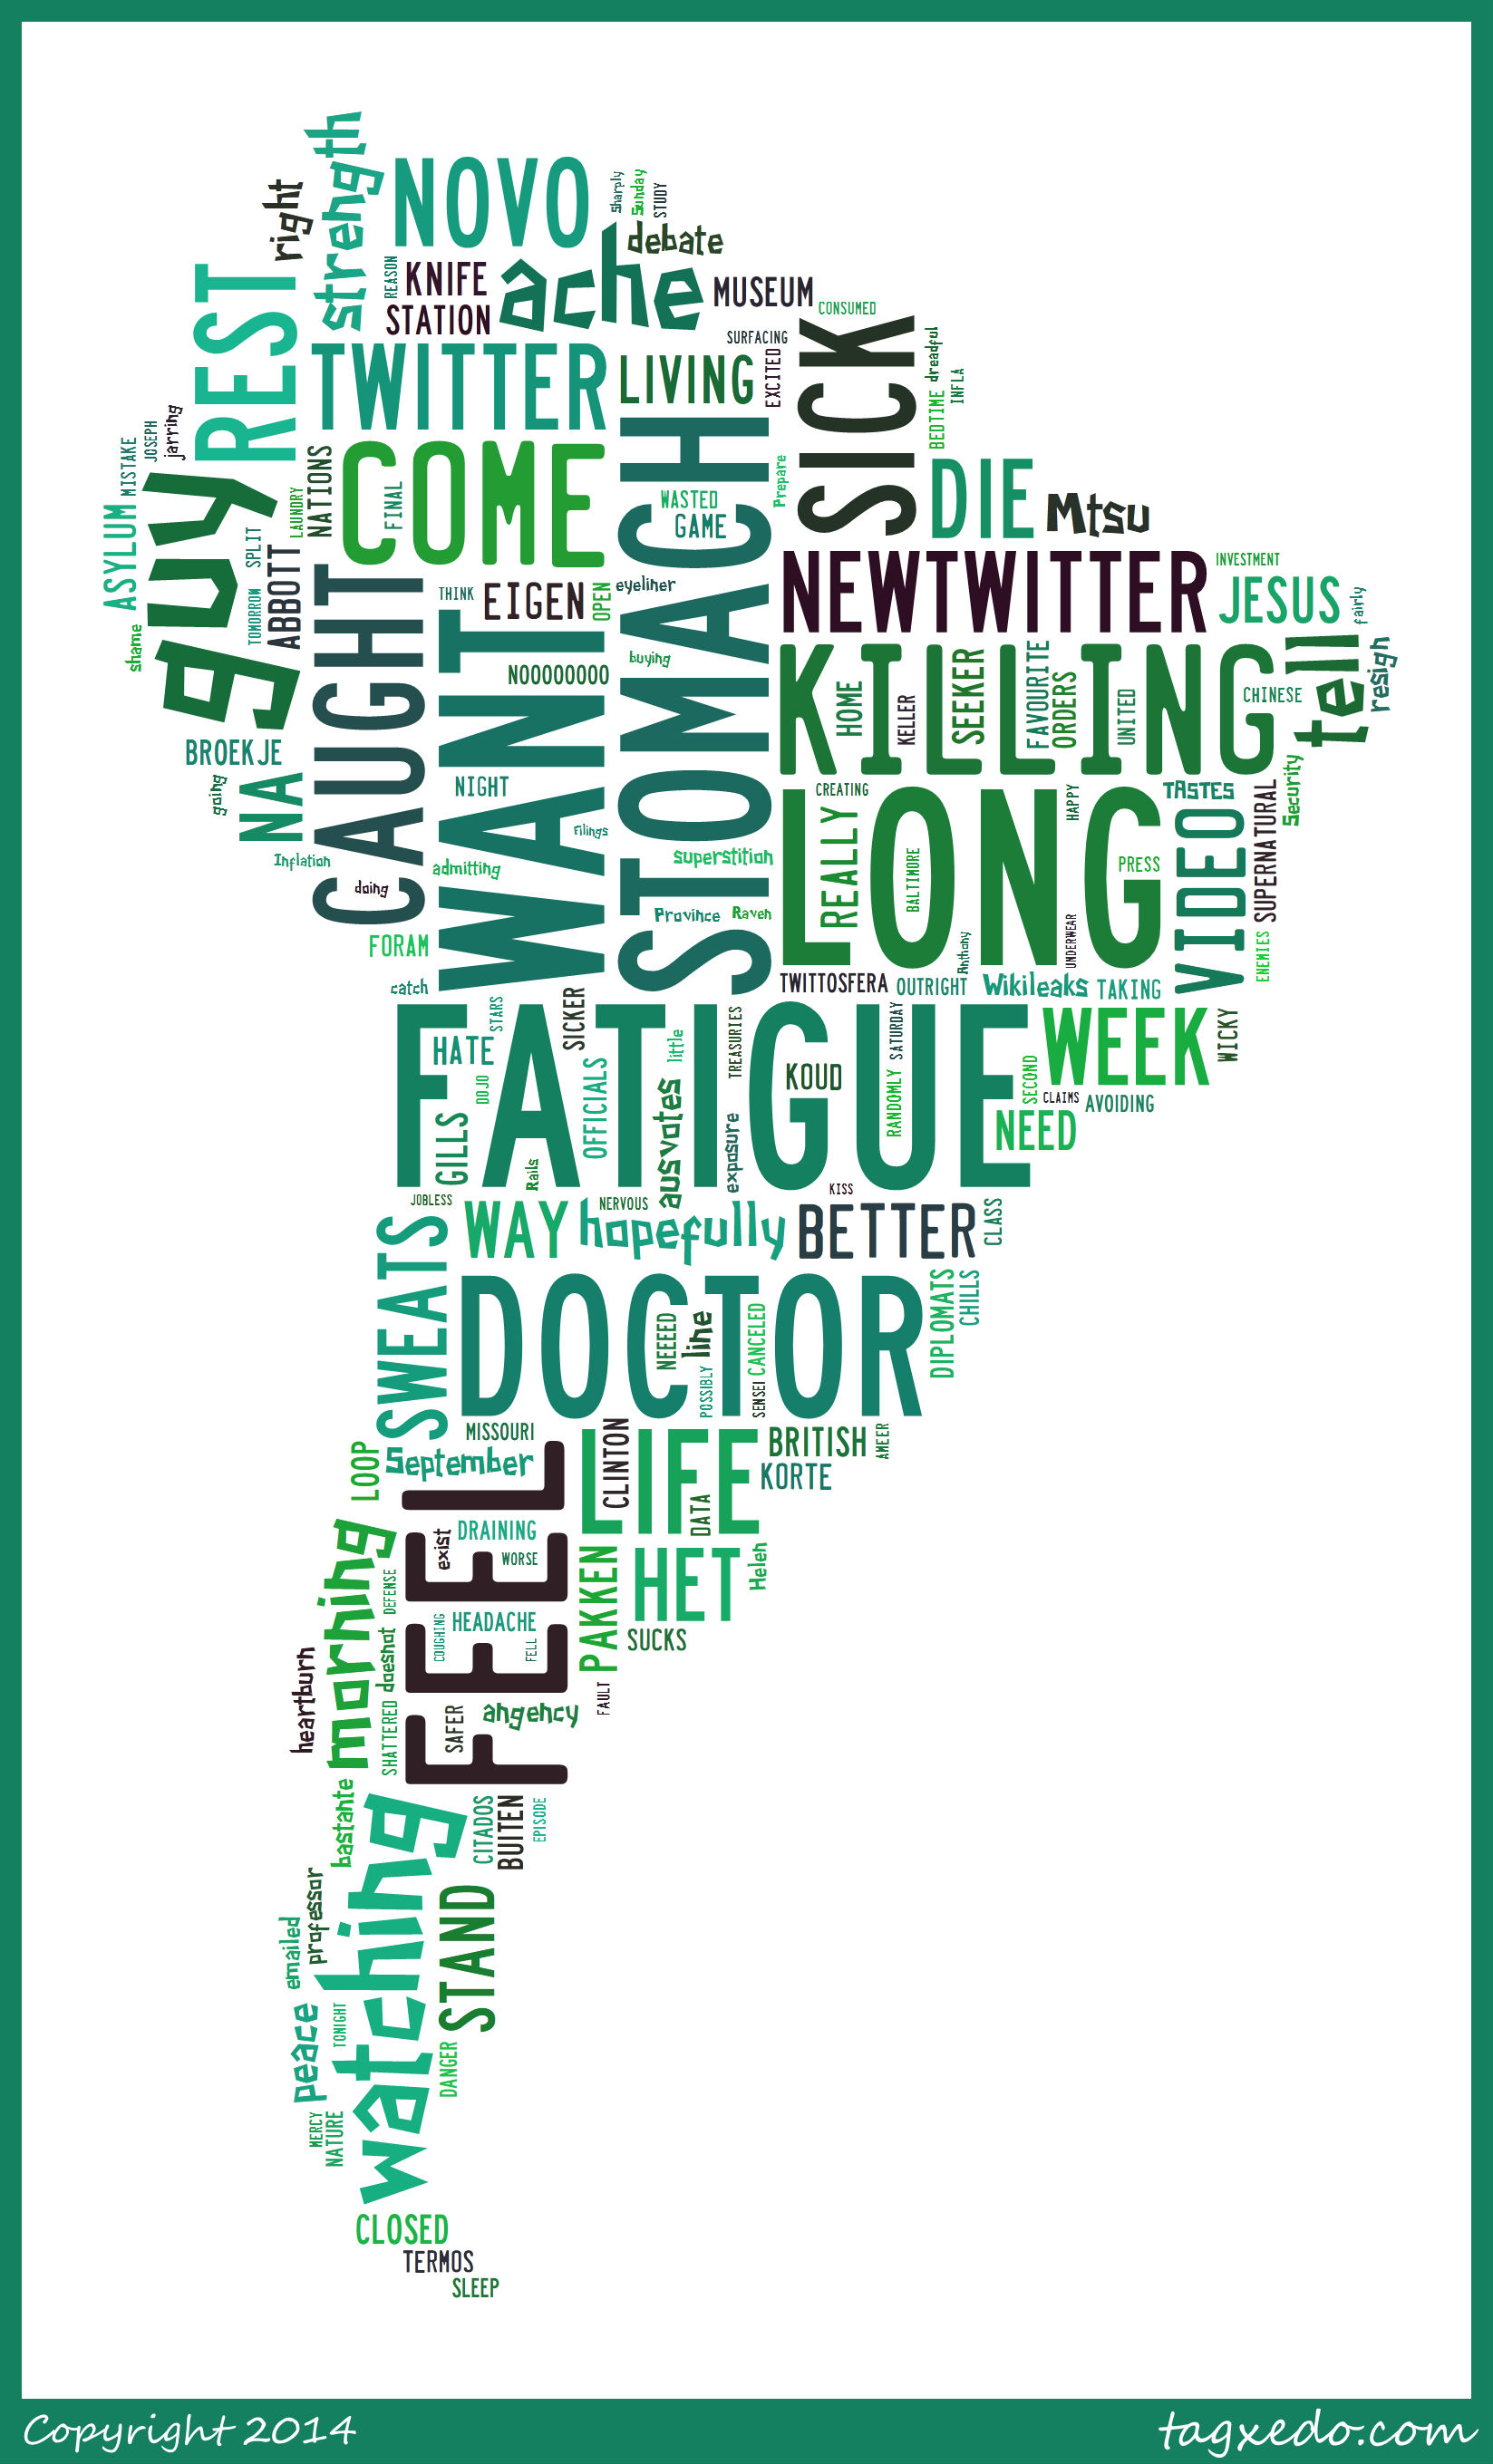 strength
right
NOVO
Sharply
Sunday
STUDY
debate
REST
REASON
KNIFE
ache
MUSEUM
STATION
CONSUMED
SURFACING
SICK
TWITTER
LIVING
EXCITED
dreadful
INFLA
BEDTIME
jarring
JOSEPH
MISTAKE
guy
COME
FINAL
NATIONS
LAUNDRY
STOMACH
WASTED
GAME
Prepare
DIE
Mtsu
ASYLUM
SPLIT
ABBOTT
TOMORROW
shame
CAUGHT
THINK
EIGEN
OPEN
eyeliner
NEWTWITTER
INVESTMENT
JESUS
fairly
WANT
NOOOOOOOO
buying
KILLING
HOME
KELLER
SEEKER
FAVOURITE
ORDERS
UNITED
CHINESE
tell
resign
BROEKJE
going
NA
NIGHT
filings
Inflation
doing
admitting
superstition
Province
Raven
LONG
CREATING
REALLY
BALTIMORE
HAPPY
PRESS
TASTES
VIDEO
SUPERNATURAL
Security
ENEMIES
UNDERWEAR
Anthony
FORAM
catch
TWITTOSFERA
OUTRIGHT
Wikileaks
TAKING
FATIGUE
STARS
HATE
DOJO
GILLS
SICKER
OFFICIALS
Rails
little
ausvotes
TREASURIES
exposure
KOUD
SATURDAY
RANDOMLY
SECOND
WEEK
WICKY
CLAIMS
AVOIDING
NEED
JOBLESS
WAY
NERVOUS
hopefully
KISS
BETTER
CLASS
SWEATS
DOCTOR
NEEEED
like
POSSIBLY
CANCELED
SENSEI
DIPLOMATS
CHILLS
MISSOURI
LOOP
September
LIFE
CLINTON
DATA
BRITISH
AMEER
KORTE
FEEL
exist
DRAINING
WORSE
COUGHING
HEADACHE
FELL
SAFER
angency
PAKKEN
HET
Helen
SUCKS
FAULT
morning
DEFENSE
doesnot
heartburn
SHATTERED
bastante
CITADOS
BUITEN
EPISODE
watching
professor
emailed
STAND
peace
TONIGHT
DANGER
MERCY
NATURE
CLOSED
TERMOS
SLEEP
Copyright 2014
tagxedo.com